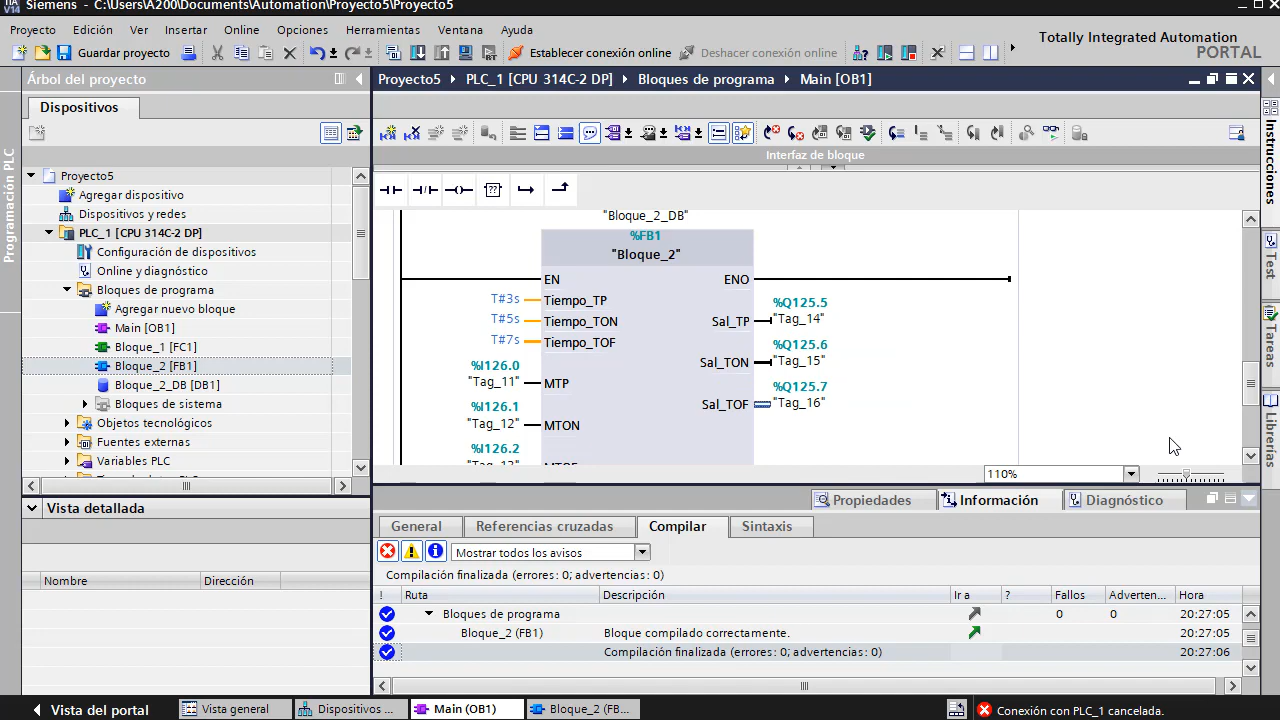 Siemens - C:\Users\A200\Documents\Automation\Proyecto5\Proyecto5
V14
Proyecto Edición Ver Insertar Online Opciones Herramientas Ventana Ayuda
Totally Integrated Automation
PORTAL
Guardar proyecto
Establecer conexión online
Deshacer conexión online
Árbol del proyecto
Proyecto5 PLC_1 [CPU 314C-2 DP] Bloques de programa Main [OB1]
Dispositivos
Programación PLC
Interfaz de bloque
Proyecto5
Agregar dispositivo
Dispositivos y redes
PLC_1 [CPU 314C-2 DP]
Configuración de dispositivos
Online y diagnóstico
Bloques de programa
Agregar nuevo bloque
Main [OB1]
Bloque_1 [FC1]
Bloque_2 [FB1]
Bloque_2_DB [DB1]
Bloques de sistema
Objetos tecnológicos
Fuentes externas
Variables PLC
??
"Bloque_2_DB"
%FB1
"Bloque_2"
EN ENO
T#3s Tiempo_TP
T#5s Tiempo_TON
T#7s Tiempo_TOF
%I126.0
"Tag_11" MTP
%I126.1
"Tag_12" MTON
%I126.2
%Q125.5
Sal_TP "Tag_14"
%Q125.6
Sal_TON "Tag_15"
%Q125.7
Sal_TOF "Tag_16"
110%
Instrucciones
Test
Tareas
Librerías
Vista detallada
Nombre Dirección
Propiedades Información Diagnóstico
General Referencias cruzadas Compilar Sintaxis
Mostrar todos los avisos
Compilación finalizada (errores: 0; advertencias: 0)
! Ruta Descripción Ir a ? Fallos Adverten... Hora
Bloques de programa 0 0 20:27:05
Bloque_2 (FB1) Bloque compilado correctamente. 20:27:05
Compilación finalizada (errores: 0; advertencias: 0) 20:27:06
Vista del portal
Vista general
Dispositivos ...
Main (OB1)
Bloque_2 (FB...
Conexión con PLC_1 cancelada.